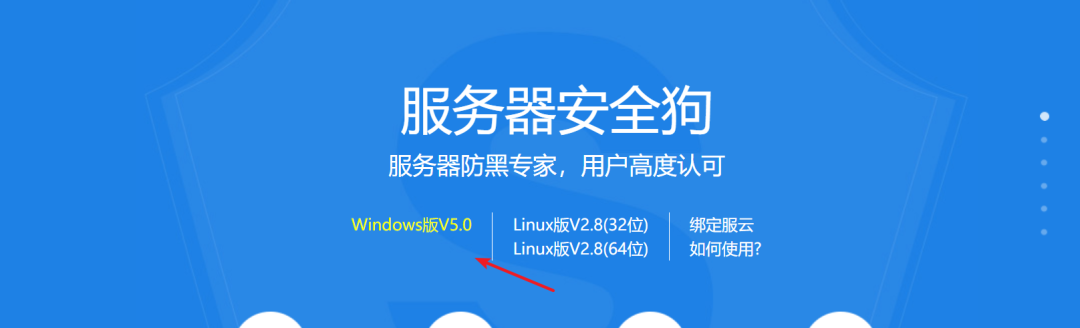 服务器安全狗
服务器防黑专家，用户高度认可
Windows版V5.0
Linux版V2.8(32位)
Linux版V2.8(64位)
绑定服云
如何使用?